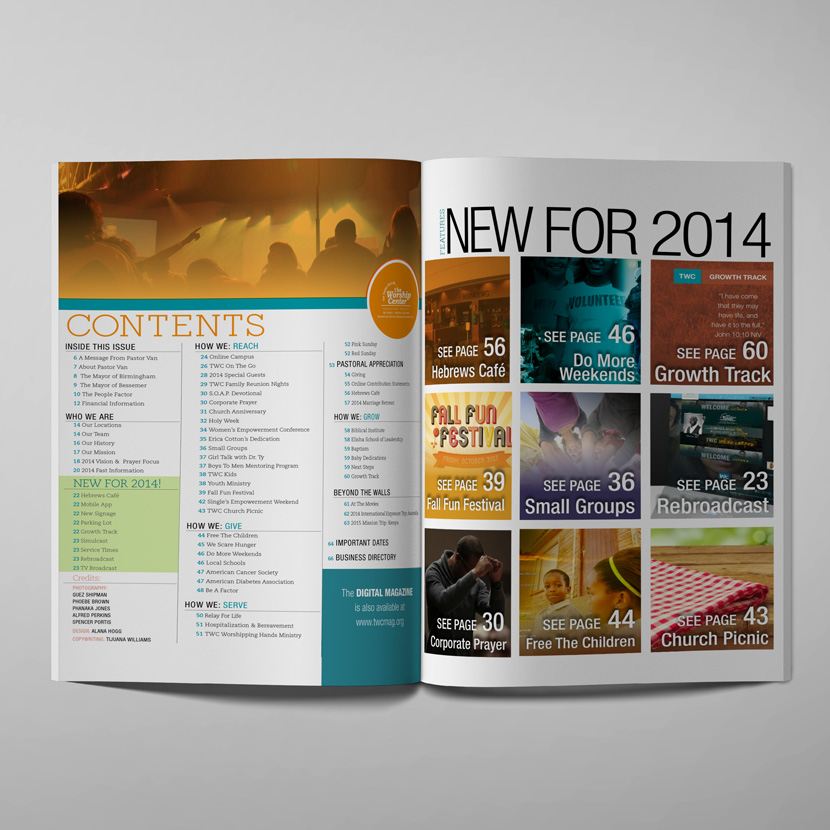 The
Worship
Center
CONTENTS
INSIDE THIS ISSUE
6 A Message From Pastor Van
7 About Pastor Van
8 The Mayor of Birmingham
9 The Mayor of Bessemer
10 The People Factor
12 Financial Information
WHO WE ARE
14 Our Locations
14 Our Team
16 Our History
17 Our Mission
18 2014 Vision & Prayer Focus
20 2014 Fast Information
NEW FOR 2014!
22 Hebrews Café
22 Mobile App
22 New Signage
22 Parking Lot
22 Growth Track
23 Simulcast
23 Service Times
23 Rebroadcast
23 TV Broadcast
Credits:
PHOTOGRAPHY:
QUEZ SHIPMAN
PHOEBE BROWN
PHANAKA JONES
ALFRED PERKINS
SPENCER PORTIS
DESIGN: ALANA HOGG
COPYWRITING: TIJUANA WILLIAMS
HOW WE: REACH
24 Online Campus
26 TWC On The Go
28 2014 Special Guests
29 TWC Family Reunion Nights
30 S.O.A.P. Devotional
30 Corporate Prayer
31 Church Anniversary
32 Holy Week
34 Women's Empowerment Conference
35 Erica Cotton's Dedication
36 Small Groups
37 Girl Talk with Dr. Ty
37 Boys To Men Mentoring Program
38 TWC Kids
38 Youth Ministry
39 Fall Fun Festival
42 Single's Empowerment Weekend
43 TWC Church Picnic
HOW WE: GIVE
44 Free The Children
45 We Scare Hunger
46 Do More Weekends
46 Local Schools
47 American Cancer Society
47 American Diabetes Association
48 Be A Factor
HOW WE: SERVE
50 Relay For Life
51 Hospitalization & Bereavement
51 TWC Worshipping Hands Ministry
52 Pink Sunday
52 Red Sunday
53 PASTORAL APPRECIATION
54 Giving
55 Online Contribution Statements
56 Hebrews Café
57 2014 Marriage Retreat
HOW WE: GROW
58 Biblical Institute
58 Elisha School of Leadership
59 Baptism
59 Baby Dedications
59 Next Steps
60 Growth Track
BEYOND THE WALLS
61 At The Movies
62 2014 International Exposure Trip: Australia
63 2015 Mission Trip: Kenya
64 IMPORTANT DATES
66 BUSINESS DIRECTORY
The DIGITAL MAGAZINE
is also available at
www.twcmag.org
FEATURES
NEW FOR 2014
SEE PAGE 56
Hebrews Café
VOLUNTEER
SEE PAGE 46
Do More
Weekends
TWC GROWTH TRACK
"I have come
that they may
have life, and
have it to the full."
John 10:10 NIV
SEE PAGE 60
Growth Track
FALL FUN
FESTIVAL
FRIDAY OCTOBER 31ST
SEE PAGE 39
Fall Fun Festival
SEE PAGE 36
Small Groups
WELCOME
WELCOME
SEE PAGE 23
Rebroadcast
SEE PAGE 30
Corporate Prayer
SEE PAGE 44
Free The Children
SEE PAGE 43
Church Picnic